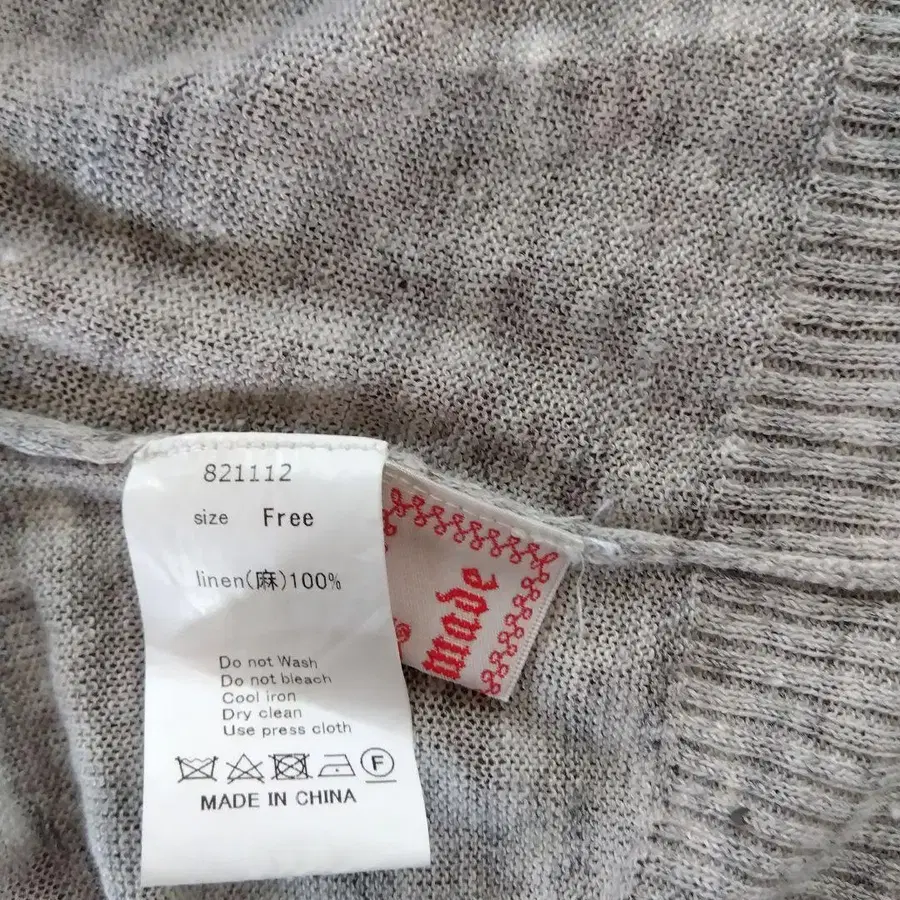 821112
size Free
linen(麻)100%
Do not Wash
Do not bleach
Cool iron
Dry clean
Use press cloth
F
MADE IN CHINA
made